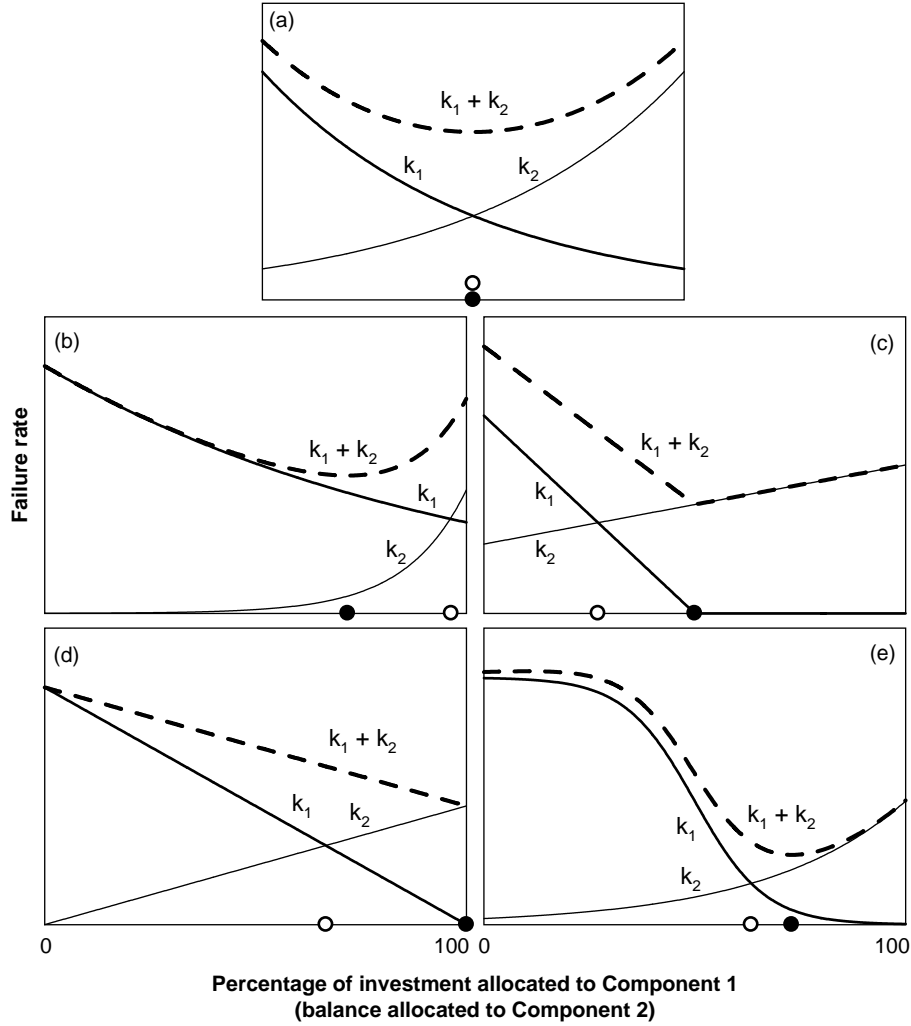 (a)
k1 + k2
k1
k2
(b)
k1 + k2
k1
k2
(c)
k1 + k2
k1
k2
Failure rate
(d)
k1 + k2
k1
k2
(e)
k1 + k2
k1
k2
0
100
0
100
Percentage of investment allocated to Component 1
(balance allocated to Component 2)